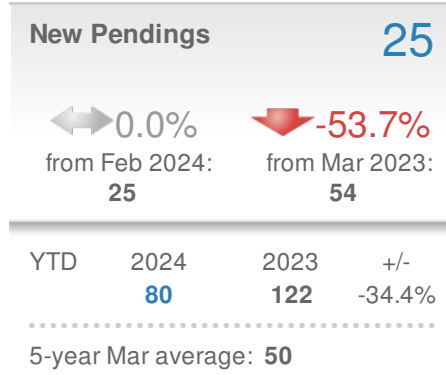 New Pendings 25
0.0% -53.7%
from Feb 2024: from Mar 2023:
25 54
YTD 2024 2023 +/-
80 122 -34.4%
5-year Mar average: 50